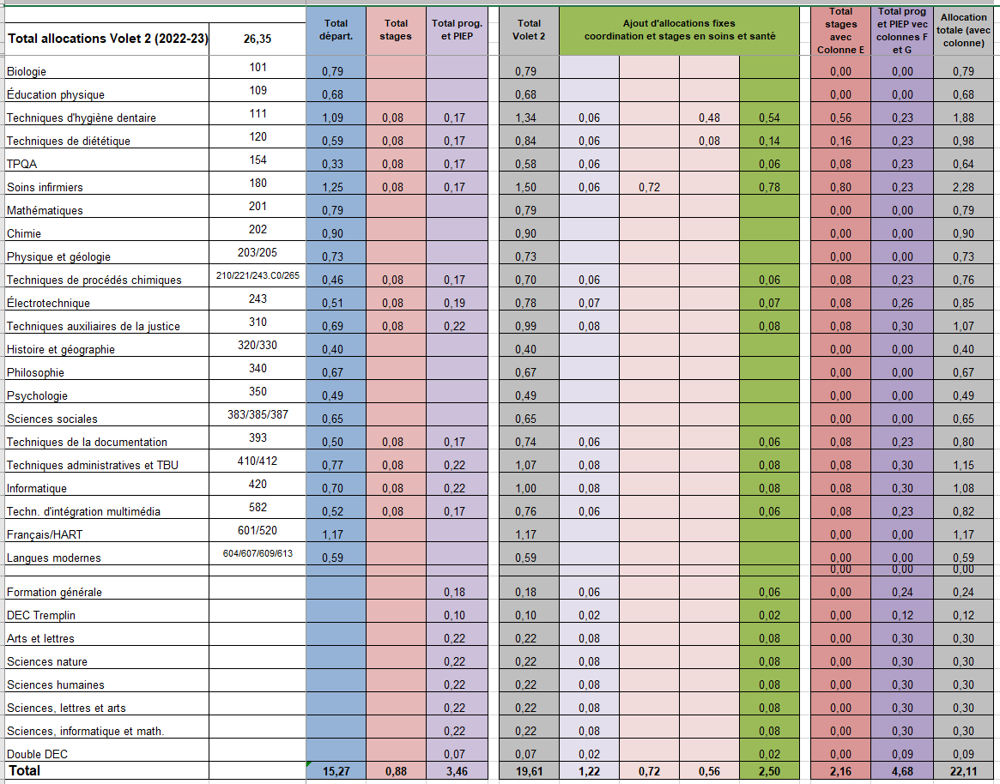 Total allocations Volet 2 (2022-23) 26,35 Total départ. Total stages Total prog. et PIEP Total Volet 2 Ajout d'allocations fixes coordination et stages en soins et santé Total stages avec Colonne E Total prog et PIEP vec colonnes F et G Allocation totale (avec colonne)
Biologie 101 0,79 0,79 0,00 0,00 0,79
Éducation physique 109 0,68 0,68 0,00 0,00 0,68
Techniques d'hygiène dentaire 111 1,09 0,08 0,17 1,34 0,06 0,48 0,54 0,56 0,23 1,88
Techniques de diététique 120 0,59 0,08 0,17 0,84 0,06 0,08 0,14 0,16 0,23 0,98
TPQA 154 0,33 0,08 0,17 0,58 0,06 0,06 0,08 0,23 0,64
Soins infirmiers 180 1,25 0,08 0,17 1,50 0,06 0,72 0,78 0,80 0,23 2,28
Mathématiques 201 0,79 0,79 0,00 0,00 0,79
Chimie 202 0,90 0,90 0,00 0,00 0,90
Physique et géologie 203/205 0,73 0,73 0,00 0,00 0,73
Techniques de procédés chimiques 210/221/243.C0/265 0,46 0,08 0,17 0,70 0,06 0,06 0,08 0,23 0,76
Électrotechnique 243 0,51 0,08 0,19 0,78 0,07 0,07 0,08 0,26 0,85
Techniques auxiliaires de la justice 310 0,69 0,08 0,22 0,99 0,08 0,08 0,08 0,30 1,07
Histoire et géographie 320/330 0,40 0,40 0,00 0,00 0,40
Philosophie 340 0,67 0,67 0,00 0,00 0,67
Psychologie 350 0,49 0,49 0,00 0,00 0,49
Sciences sociales 383/385/387 0,65 0,65 0,00 0,00 0,65
Techniques de la documentation 393 0,50 0,08 0,17 0,74 0,06 0,06 0,08 0,23 0,80
Techniques administratives et TBU 410/412 0,77 0,08 0,22 1,07 0,08 0,08 0,08 0,30 1,15
Informatique 420 0,70 0,08 0,22 1,00 0,08 0,08 0,08 0,30 1,08
Techn. d'intégration multimédia 582 0,52 0,08 0,17 0,76 0,06 0,06 0,08 0,23 0,82
Français/HART 601/520 1,17 1,17 0,00 0,00 1,17
Langues modernes 604/607/609/613 0,59 0,59 0,00 0,00 0,59
0,00 0,00 0,00
Formation générale 0,18 0,18 0,06 0,06 0,00 0,24 0,24
DEC Tremplin 0,10 0,10 0,02 0,02 0,00 0,12 0,12
Arts et lettres 0,22 0,22 0,08 0,08 0,00 0,30 0,30
Sciences nature 0,22 0,22 0,08 0,08 0,00 0,30 0,30
Sciences humaines 0,22 0,22 0,08 0,08 0,00 0,30 0,30
Sciences, lettres et arts 0,22 0,22 0,08 0,08 0,00 0,30 0,30
Sciences, informatique et math. 0,22 0,22 0,08 0,08 0,00 0,30 0,30
Double DEC 0,07 0,07 0,02 0,02 0,00 0,09 0,09
Total 15,27 0,88 3,46 19,61 1,22 0,72 0,56 2,50 2,16 4,68 22,11